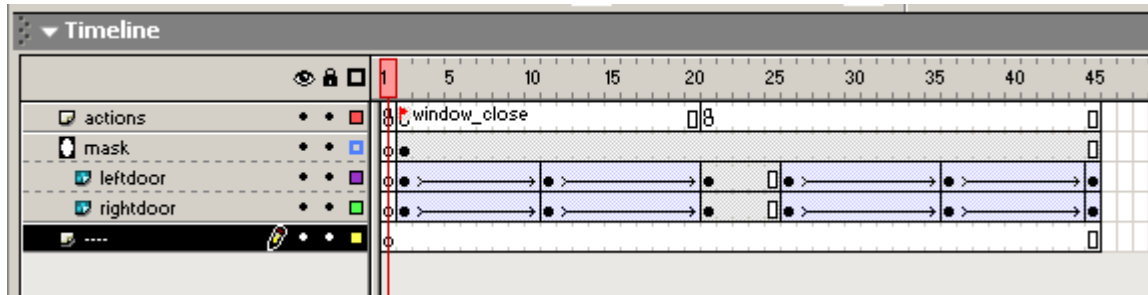 Timeline
1 5 10 15 20 25 30 35 40 45
actions
window_close
mask
leftdoor
rightdoor
----